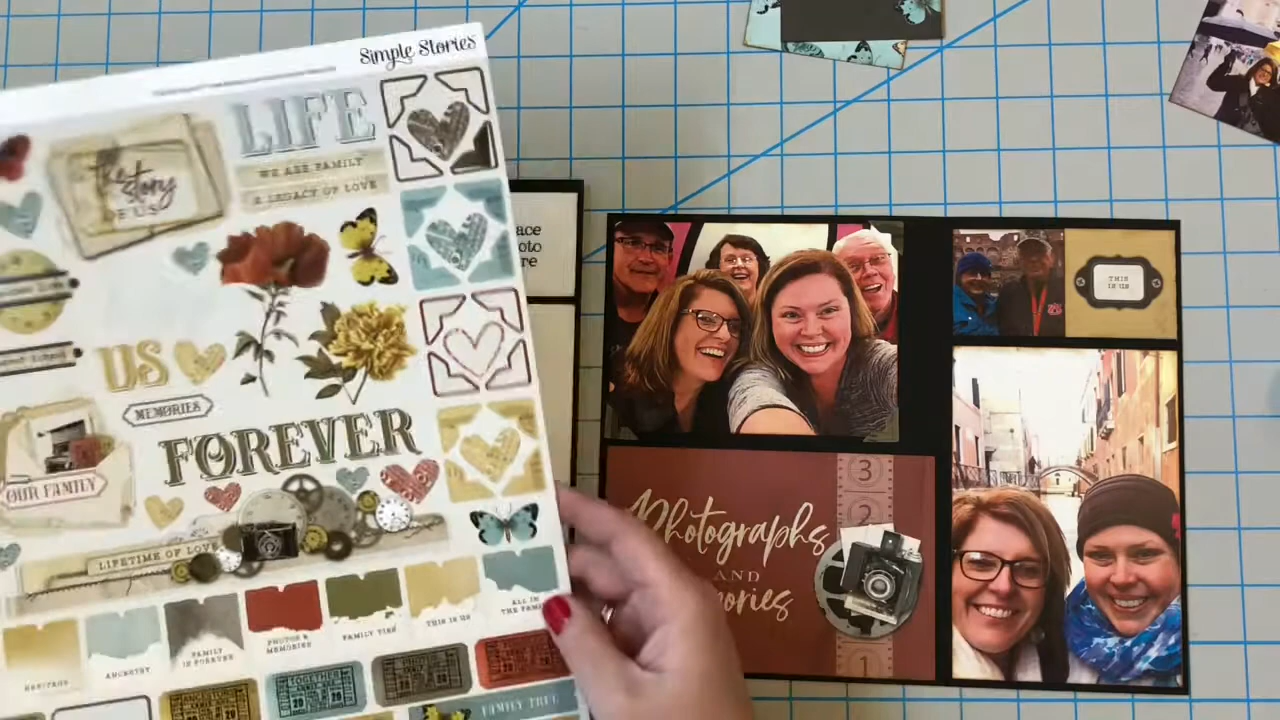 Simple Stories
LIFE
WE ARE FAMILY
A LEGACY OF LOVE
the
story
OF US
US
MEMORIES
FOREVER
OUR FAMILY
LIFETIME OF LOVE
HERITAGE
ANCESTRY
FAMILY
IS FOREVER
PHOTOS &
MEMORIES
FAMILY TIES
THIS IS US
ALL IN
THE FAMILY
TOGETHER
FAMILY TREE
THIS
IS US
Photographs
AND
3
2
1